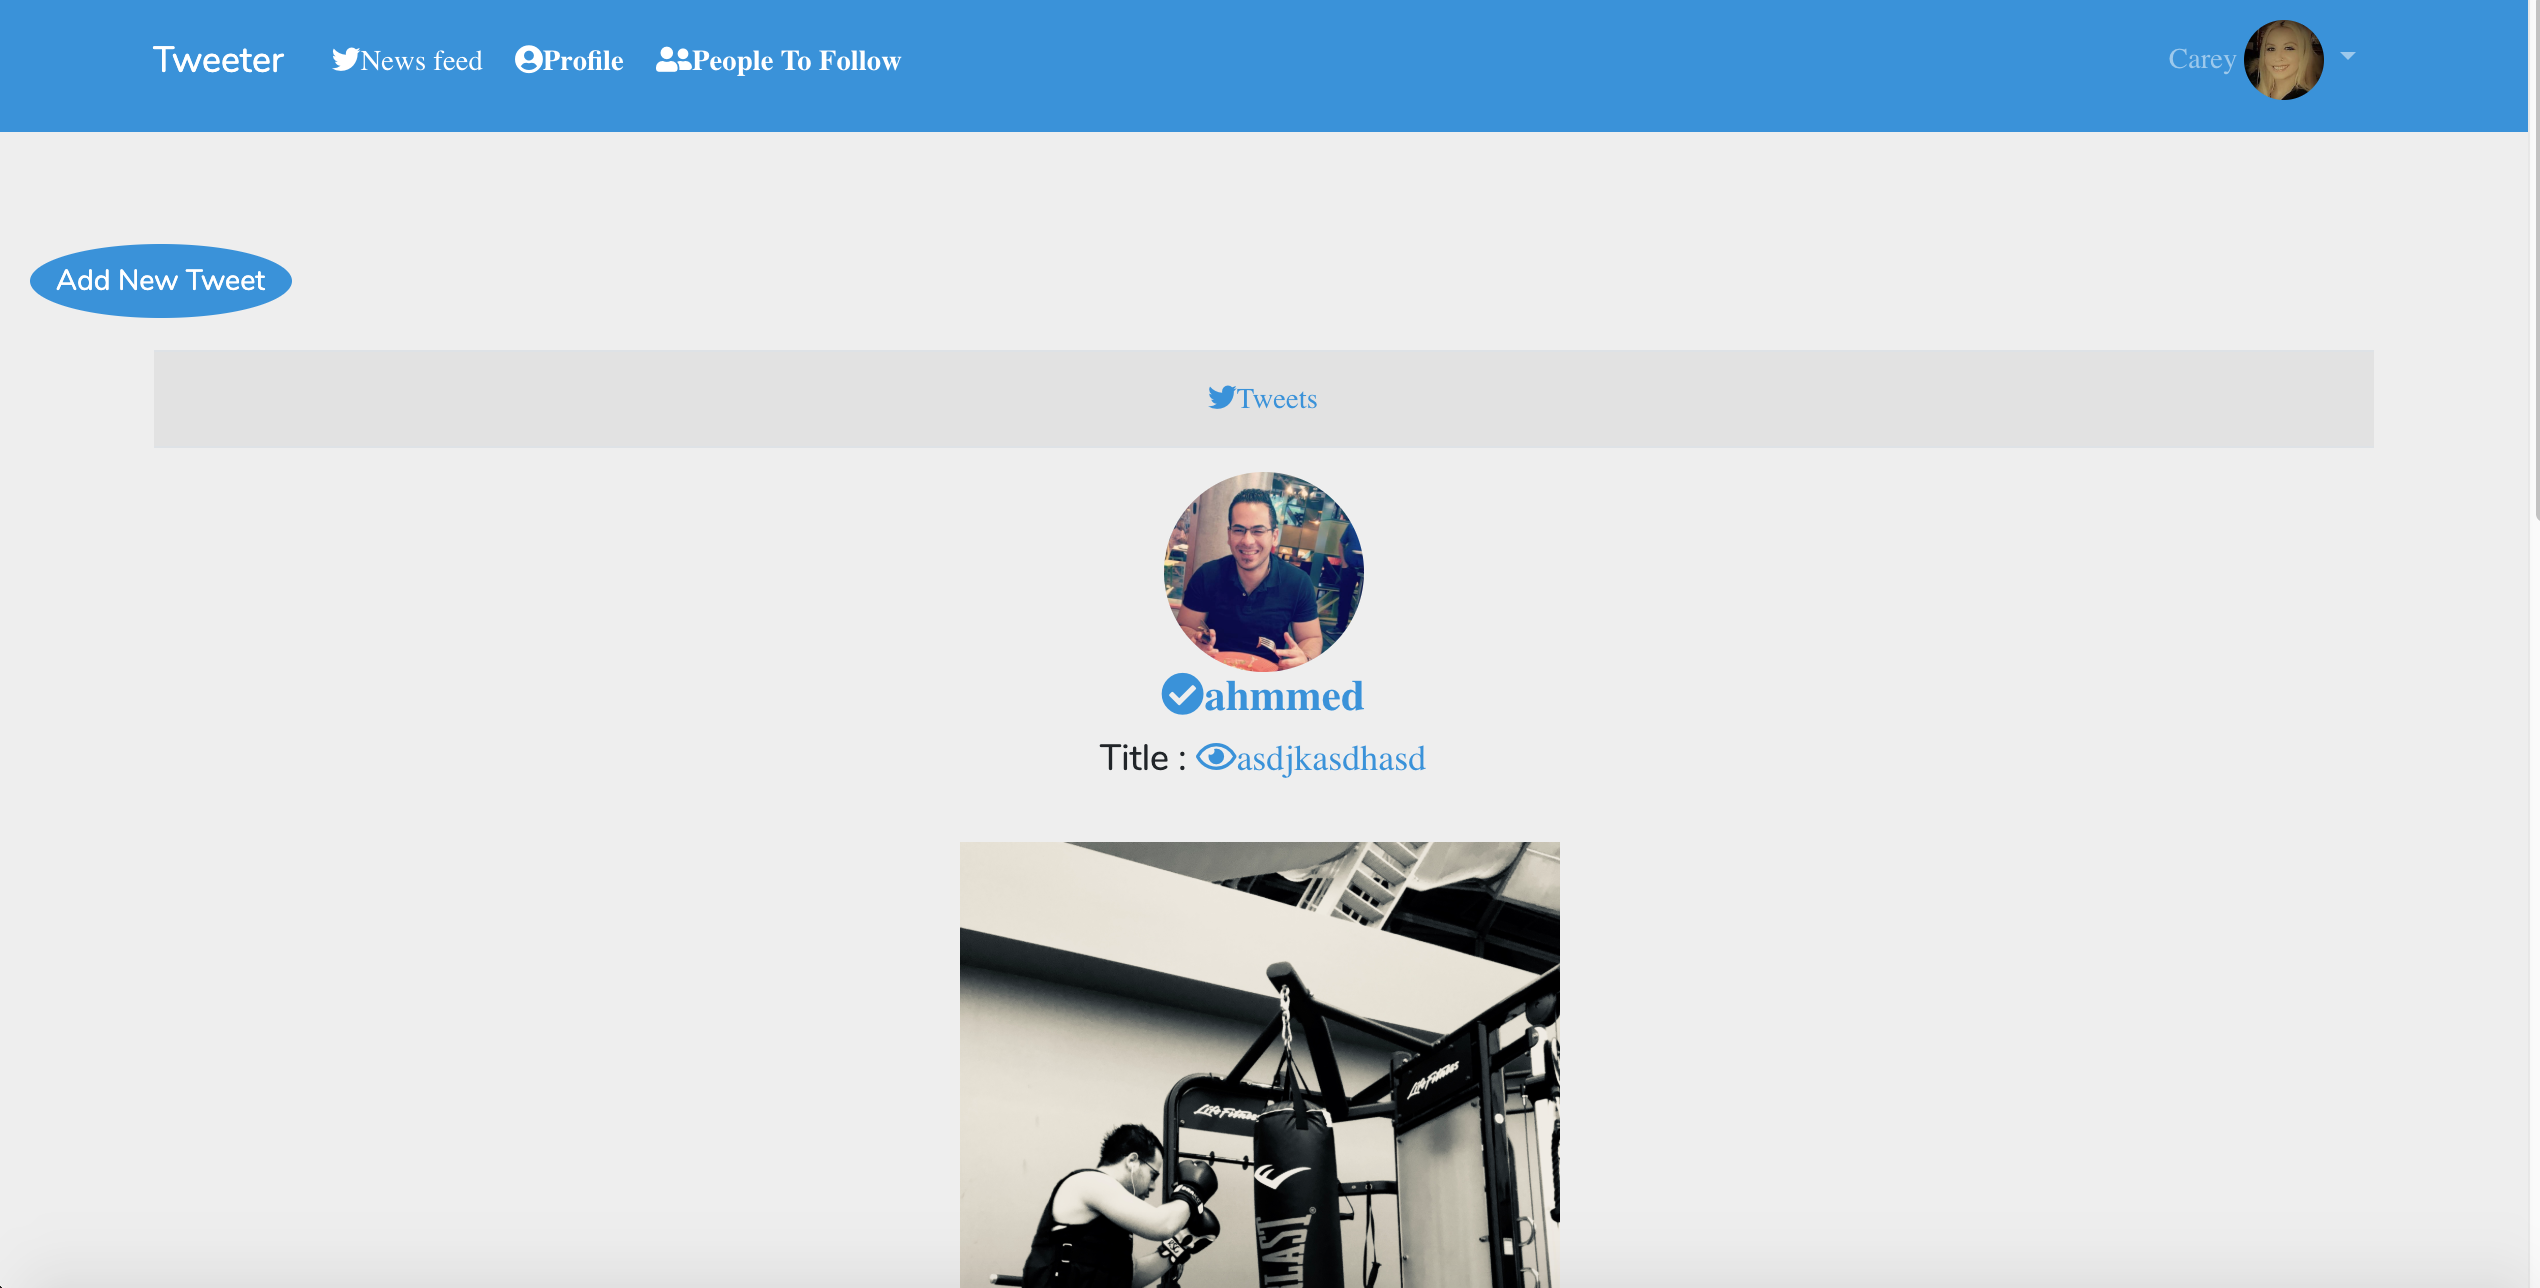 Tweeter News feed Profile People To Follow Carey
Add New Tweet
Tweets
ahmmed
Title : asdjkasdhasd
Life Fitness
Life Fitness
LAST